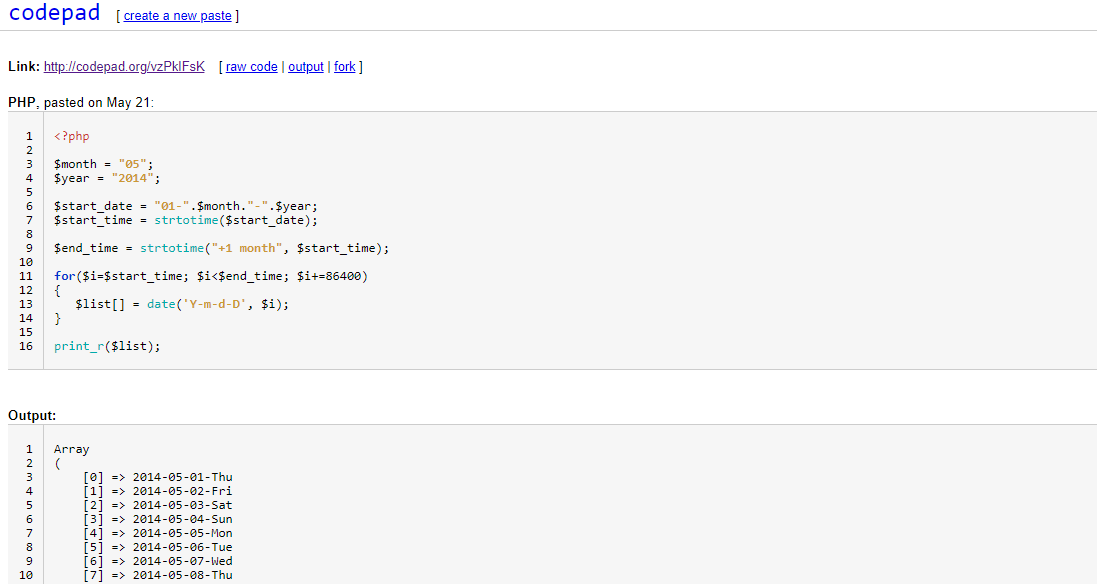 codepad [ create a new paste ]
Link: http://codepad.org/vzPkIFsK [ raw code | output | fork ]
PHP, pasted on May 21:
1 <?php
2
3 $month = "05";
4 $year = "2014";
5
6 $start_date = "01-".$month."-".$year;
7 $start_time = strtotime($start_date);
8
9 $end_time = strtotime("+1 month", $start_time);
10
11 for($i=$start_time; $i<$end_time; $i+=86400)
12 {
13    $list[] = date('Y-m-d-D', $i);
14 }
15
16 print_r($list);
Output:
1 Array
2 (
3     [0] => 2014-05-01-Thu
4     [1] => 2014-05-02-Fri
5     [2] => 2014-05-03-Sat
6     [3] => 2014-05-04-Sun
7     [4] => 2014-05-05-Mon
8     [5] => 2014-05-06-Tue
9     [6] => 2014-05-07-Wed
10     [7] => 2014-05-08-Thu